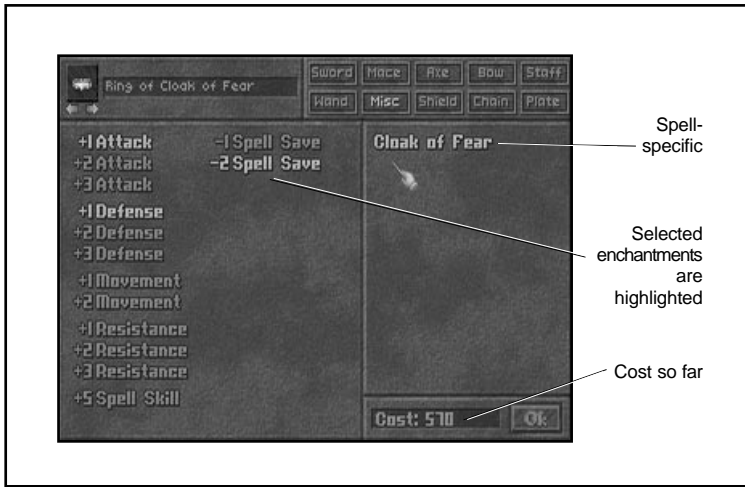 Ring of Cloak of Fear
Sword Mace Axe Bow Staff
Wand Misc Shield Chain Plate
+1 Attack
+2 Attack
+3 Attack
+1 Defense
+2 Defense
+3 Defense
+1 Movement
+2 Movement
+1 Resistance
+2 Resistance
+3 Resistance
+5 Spell Skill
-1 Spell Save
-2 Spell Save
Cloak of Fear
Cost: 570
Ok
Spell-
specific
Selected
enchantments
are
highlighted
Cost so far